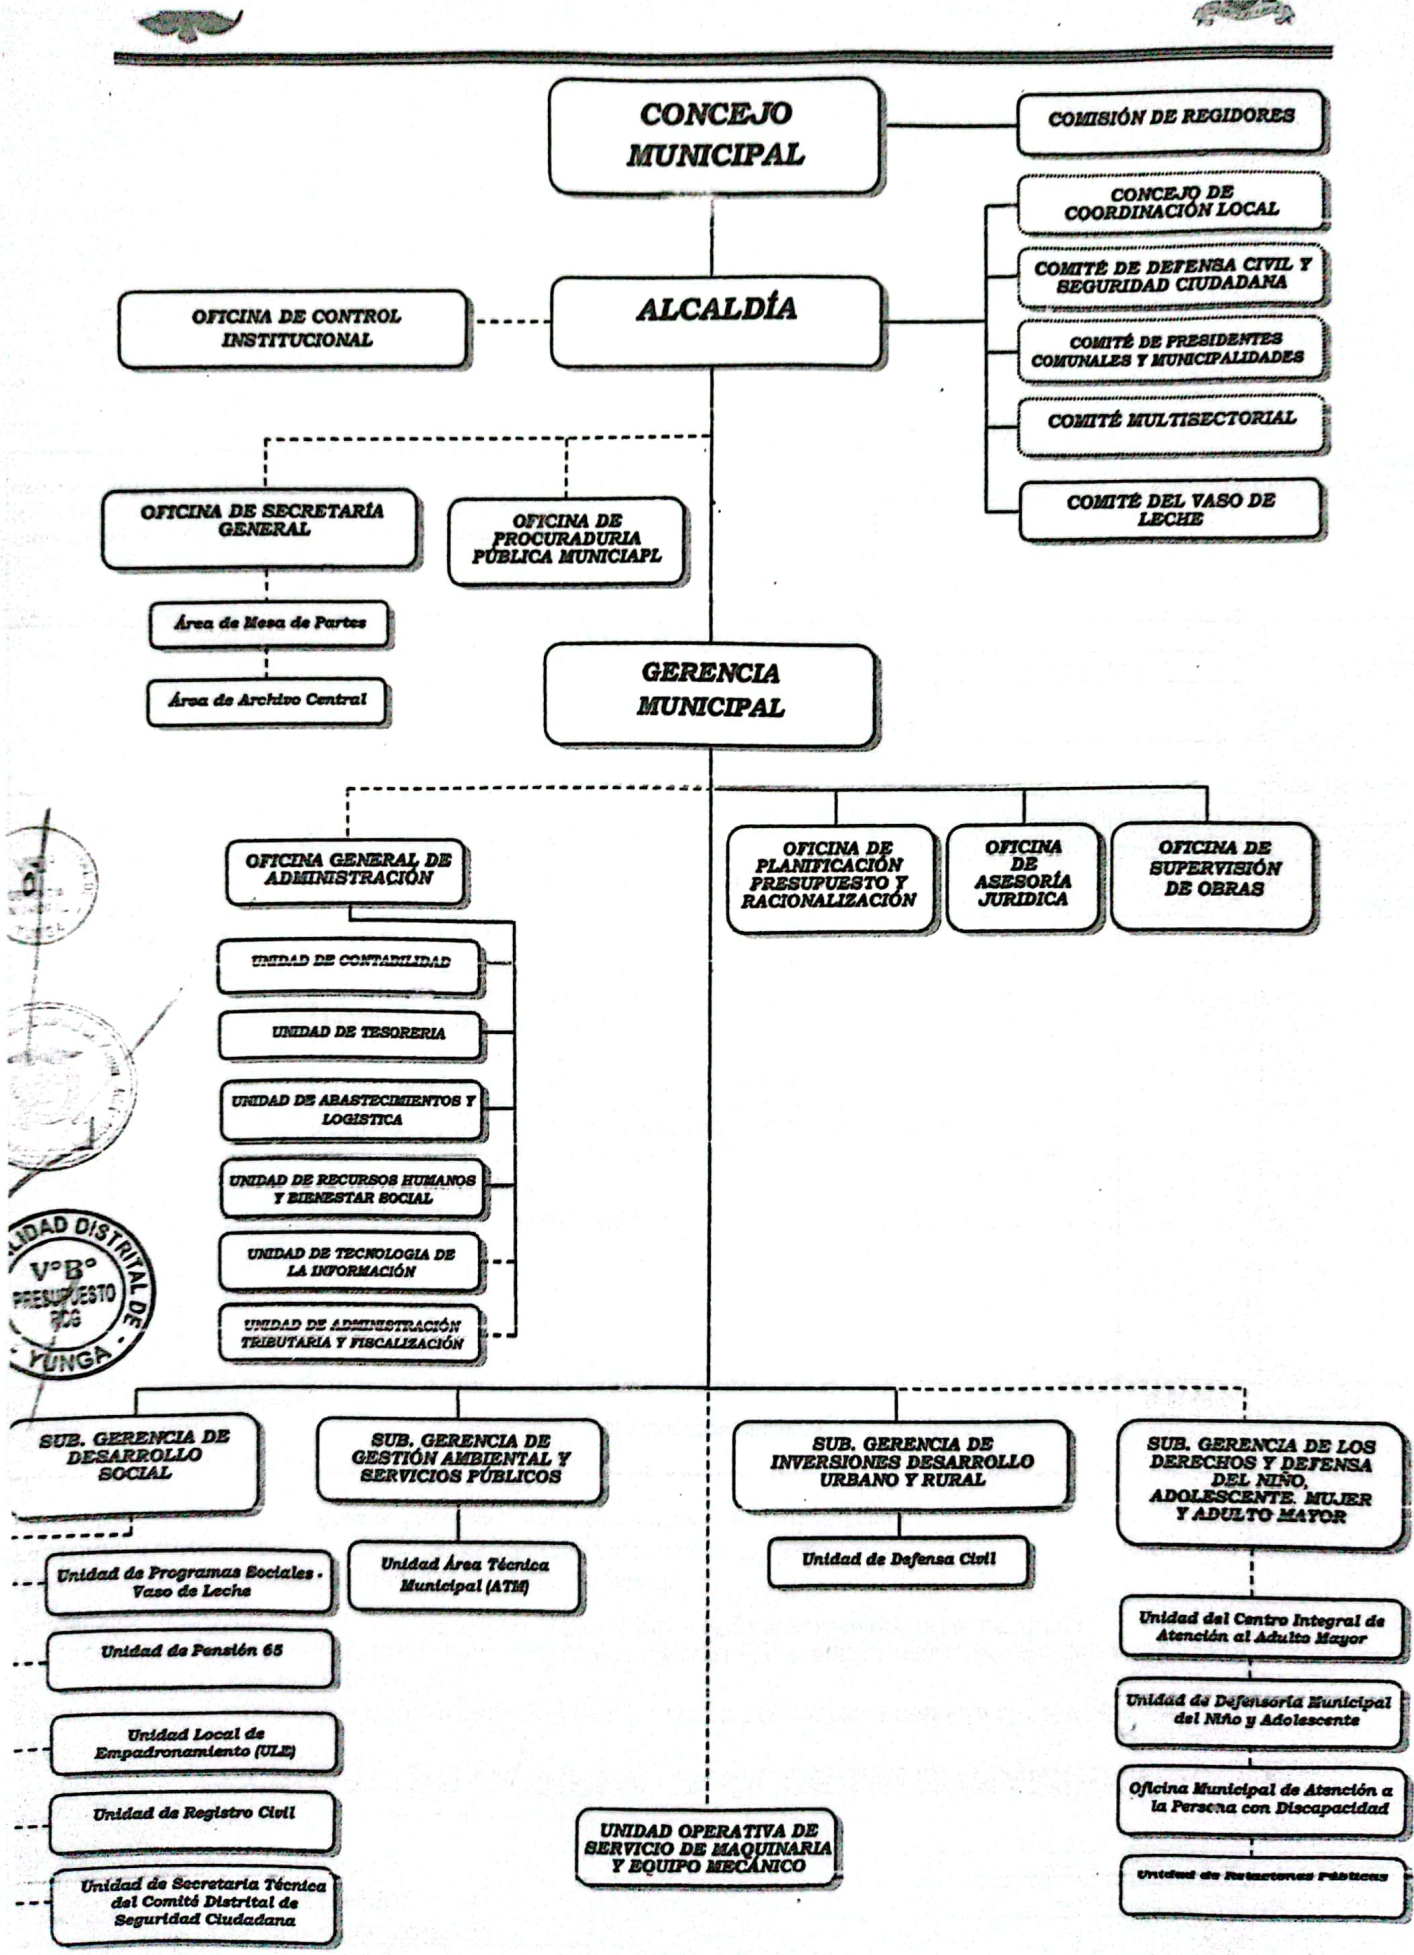 CONCEJO
MUNICIPAL
COMISIÓN DE REGIDORES
CONCEJO DE
COORDINACIÓN LOCAL
COMITÉ DE DEFENSA CIVIL Y
SEGURIDAD CIUDADANA
OFICINA DE CONTROL
INSTITUCIONAL
ALCALDÍA
COMITÉ DE PRESIDENTES
COMUNALES Y MUNICIPALIDADES
COMITÉ MULTISECTORIAL
COMITÉ DEL VASO DE
LECHE
OFICINA DE SECRETARÍA
GENERAL
OFICINA DE
PROCURADURIA
PÚBLICA MUNICIAPL
Área de Mesa de Partes
Área de Archivo Central
GERENCIA
MUNICIPAL
OFICINA GENERAL DE
ADMINISTRACIÓN
OFICINA DE
PLANIFICACIÓN
PRESUPUESTO Y
RACIONALIZACIÓN
OFICINA
DE
ASESORÍA
JURIDICA
OFICINA DE
SUPERVISIÓN
DE OBRAS
UNIDAD DE CONTABILIDAD
UNIDAD DE TESORERIA
UNIDAD DE ABASTECIMIENTOS Y
LOGISTICA
UNIDAD DE RECURSOS HUMANOS
Y BIENESTAR SOCIAL
UNIDAD DE TECNOLOGIA DE
LA INFORMACIÓN
UNIDAD DE ADMINISTRACIÓN
TRIBUTARIA Y FISCALIZACIÓN
LIDAD DISTRITAL DE
V°B°
PRESUPUESTO
YUNGA
SUB. GERENCIA DE
DESARROLLO
SOCIAL
SUB. GERENCIA DE
GESTIÓN AMBIENTAL Y
SERVICIOS PÚBLICOS
SUB. GERENCIA DE
INVERSIONES DESARROLLO
URBANO Y RURAL
SUB. GERENCIA DE LOS
DERECHOS Y DEFENSA
DEL NIÑO,
ADOLESCENTE. MUJER
Y ADULTO MAYOR
Unidad de Programas Sociales -
Vaso de Leche
Unidad de Pensión 65
Unidad Local de
Empadronamiento (ULE)
Unidad de Registro Civil
Unidad de Secretaria Técnica
del Comité Distrital de
Seguridad Ciudadana
Unidad Área Técnica
Municipal (ATM)
Unidad de Defensa Civil
UNIDAD OPERATIVA DE
SERVICIO DE MAQUINARIA
Y EQUIPO MECÁNICO
Unidad del Centro Integral de
Atención al Adulto Mayor
Unidad de Defensoría Municipal
del Niño y Adolescente
Oficina Municipal de Atención a
la Persona con Discapacidad
Unidad de Relaciones Públicas